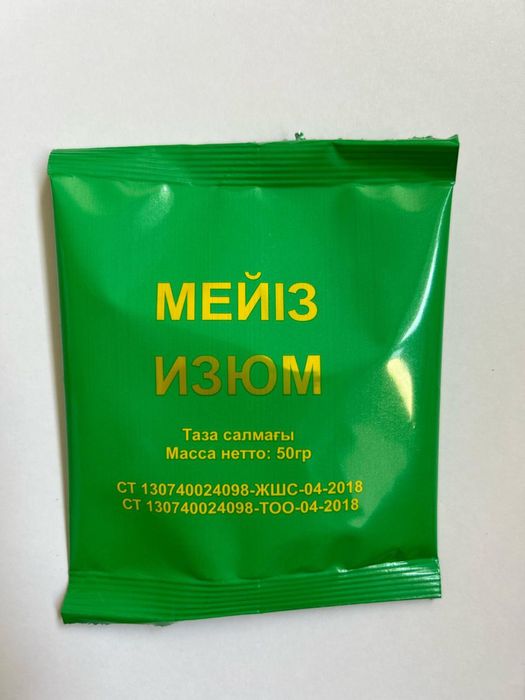 МЕЙІЗ
ИЗЮМ
Таза салмағы
Масса нетто: 50гр
СТ 130740024098-ЖШС-04-2018
СТ 130740024098-ТОО-04-2018